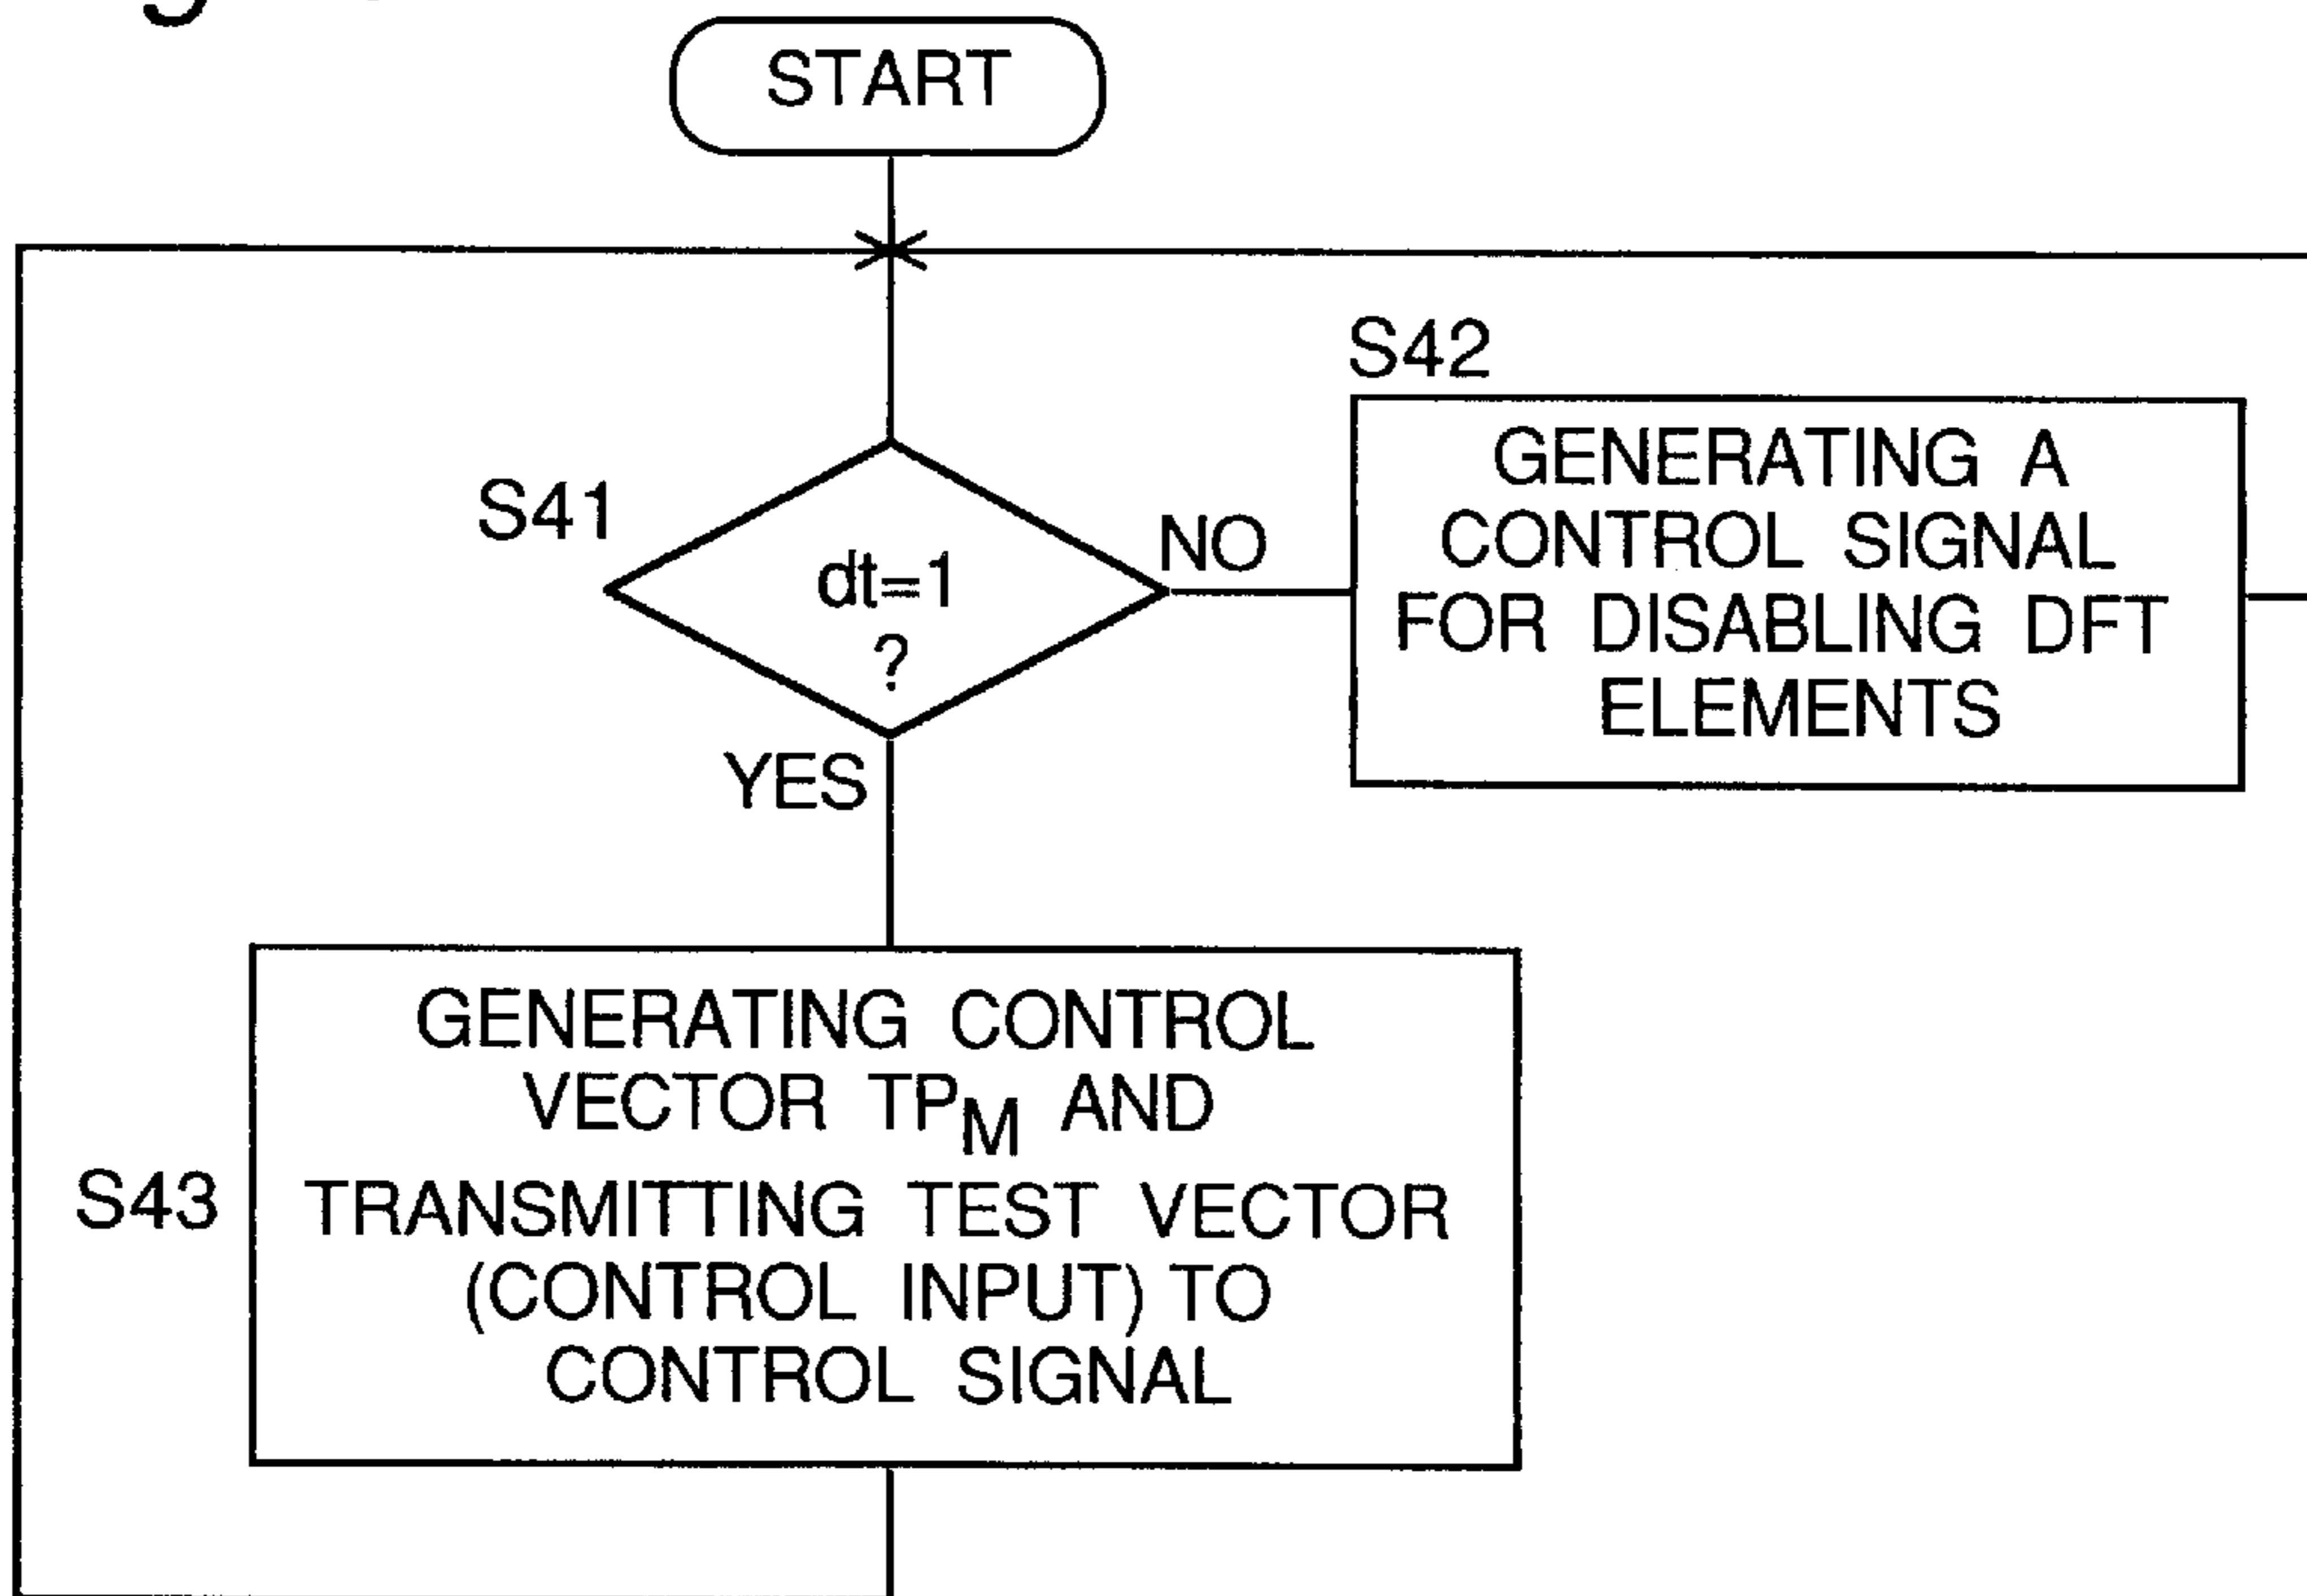 START
S41
dt=1
?
NO
YES
S42
GENERATING A
CONTROL SIGNAL
FOR DISABLING DFT
ELEMENTS
S43
GENERATING CONTROL
VECTOR TPM AND
TRANSMITTING TEST VECTOR
(CONTROL INPUT) TO
CONTROL SIGNAL